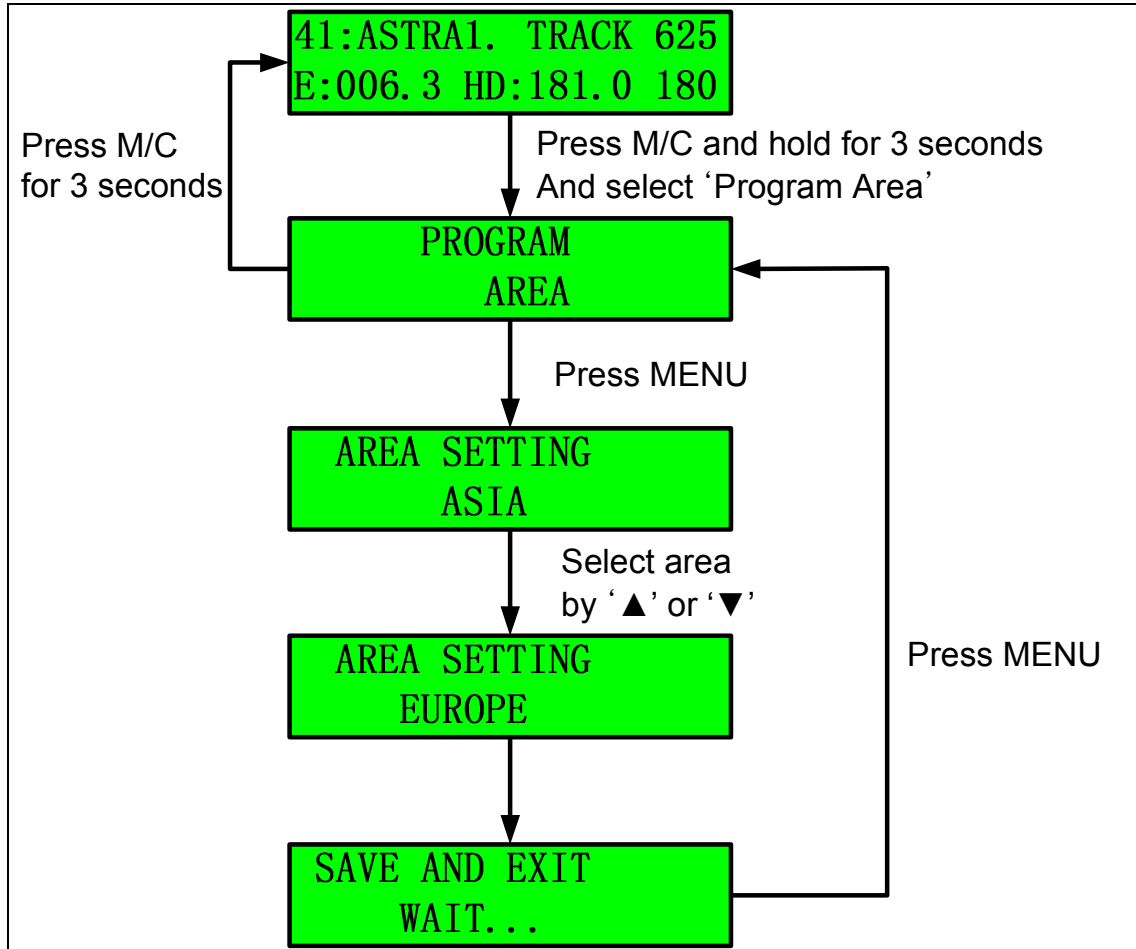 41:ASTRA1. TRACK 625
E:006.3 HD:181.0 180
Press M/C
for 3 seconds
Press M/C and hold for 3 seconds
And select ‘Program Area’
PROGRAM
AREA
Press MENU
AREA SETTING
ASIA
Select area
by ‘▲’ or ‘▼’
AREA SETTING
EUROPE
Press MENU
SAVE AND EXIT
WAIT...